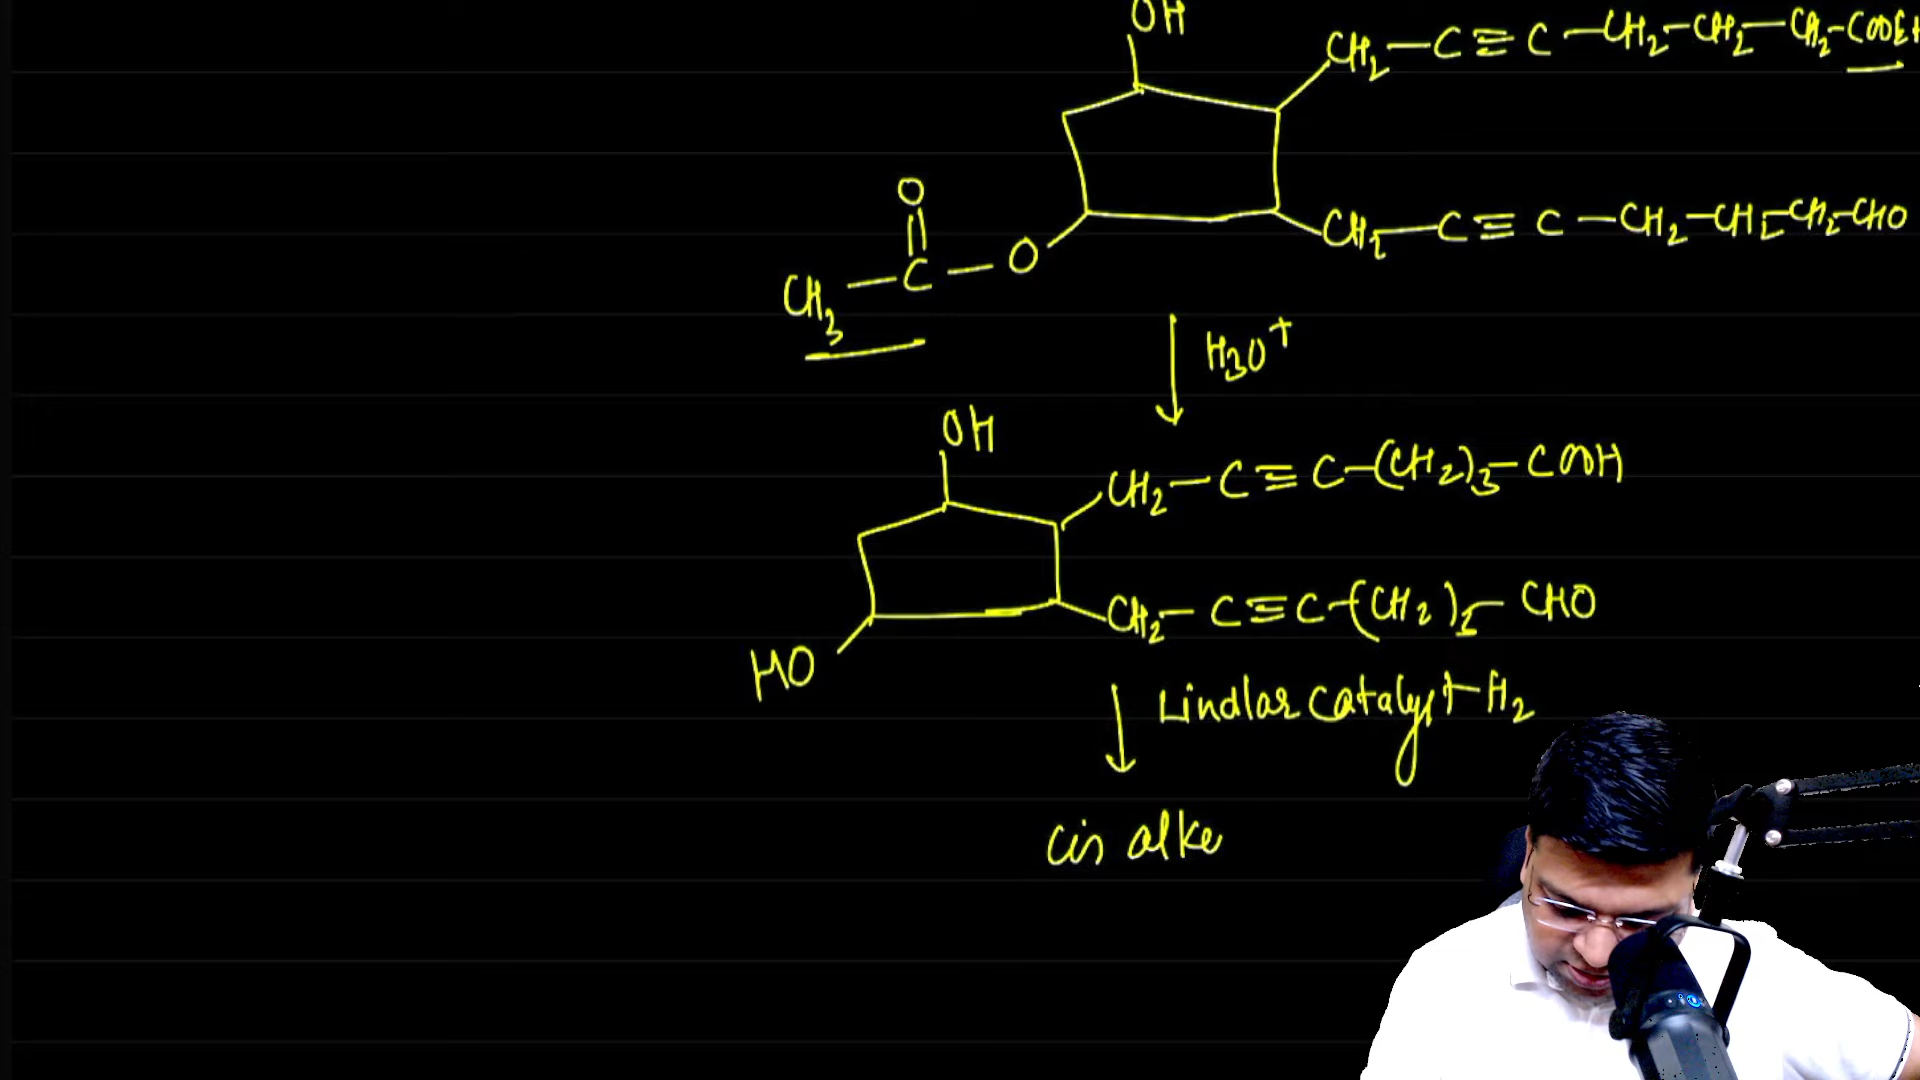 OH
CH2—C≡C—CH2—CH2—CH2-COOEt
O
CH3—C—O
CH2—C≡C—CH2—CH2—CH2-CHO
H3O+
OH
CH2—C≡C-(CH2)3-COOH
CH2—C≡C-(CH2)3-CHO
HO
Lindlar catalyst-H2
cis alke